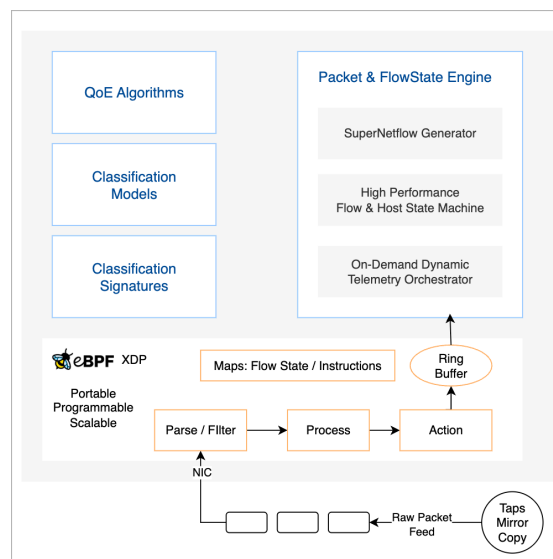 QoE Algorithms
Classification
Models
Classification
Signatures
Packet & FlowState Engine
SuperNetflow Generator
High Performance
Flow & Host State Machine
On-Demand Dynamic
Telemetry Orchestrator
eBPF XDP
Portable
Programmable
Scalable
Maps: Flow State / Instructions
Ring
Buffer
Parse / FIlter
Process
Action
NIC
Raw Packet
Feed
Taps
Mirror
Copy